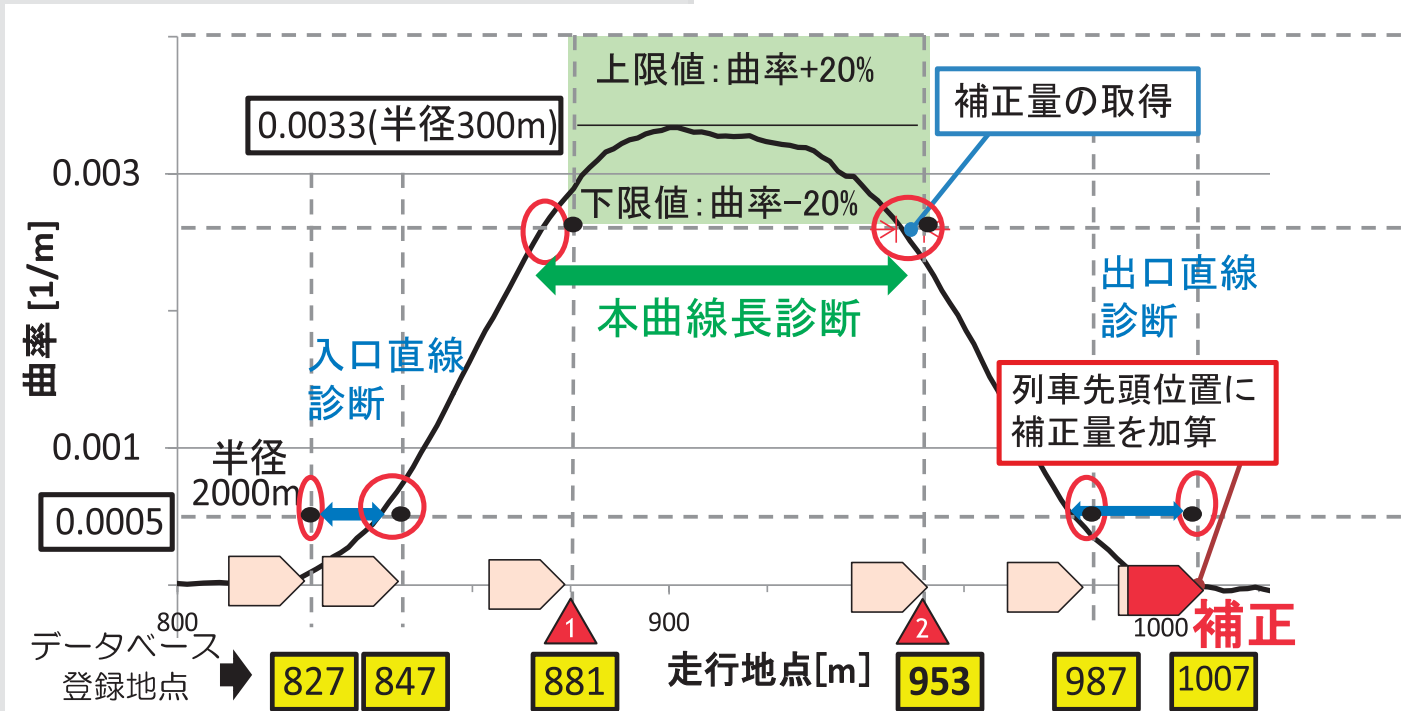 上限値：曲率+20%
補正量の取得
0.0033(半径300m)
0.003
下限値：曲率−20%
曲率 [1/m]
本曲線長診断
出口直線
診断
入口直線
診断
列車先頭位置に
補正量を加算
0.001
半径
2000m
0.0005
800
1
900
2
1000
補正
データベース
登録地点
走行地点[m]
827
847
881
953
987
1007